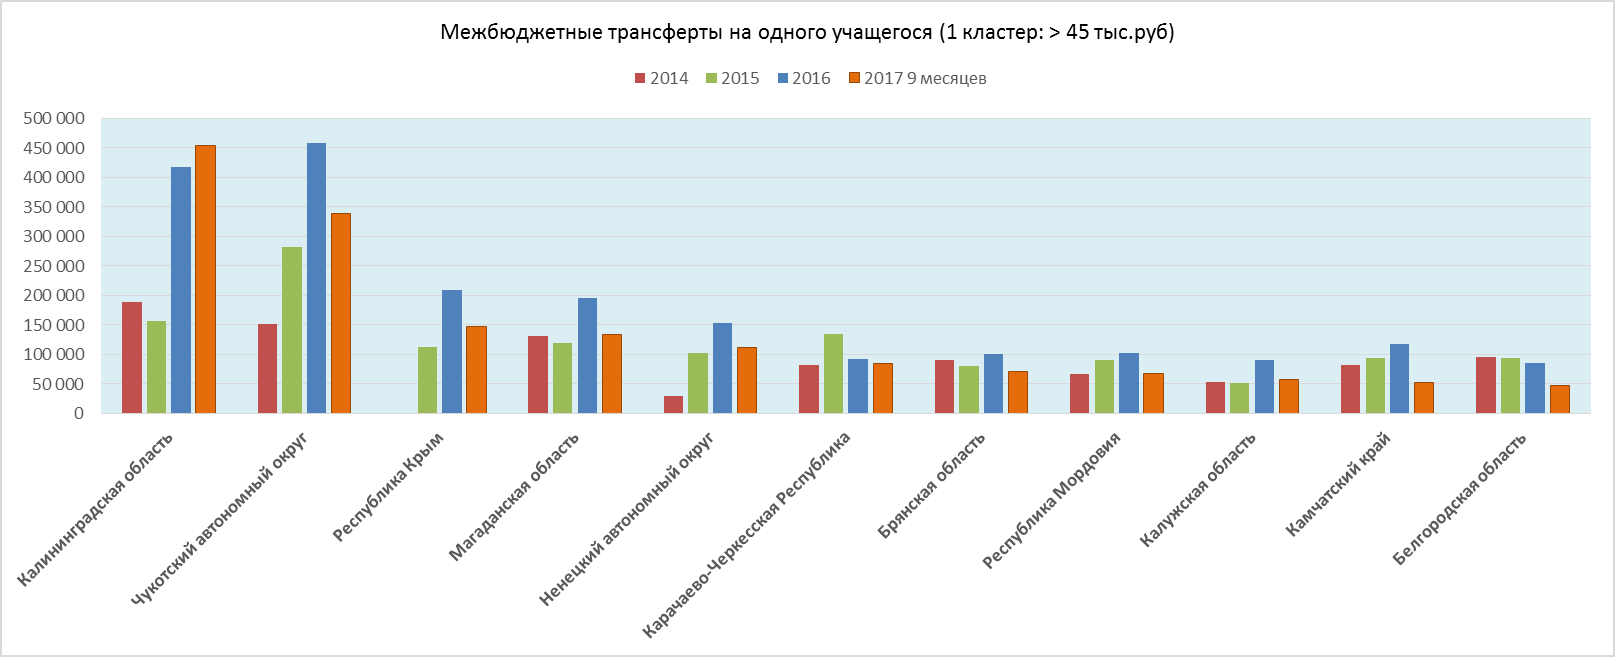 Межбюджетные трансферты на одного учащегося (1 кластер: > 45 тыс.руб)
2014 2015 2016 2017 9 месяцев
500 000
450 000
400 000
350 000
300 000
250 000
200 000
150 000
100 000
50 000
0
Калининградская область
Чукотский автономный округ
Республика Крым
Магаданская область
Ненецкий автономный округ
Карачаево-Черкесская Республика
Брянская область
Республика Мордовия
Калужская область
Камчатский край
Белгородская область